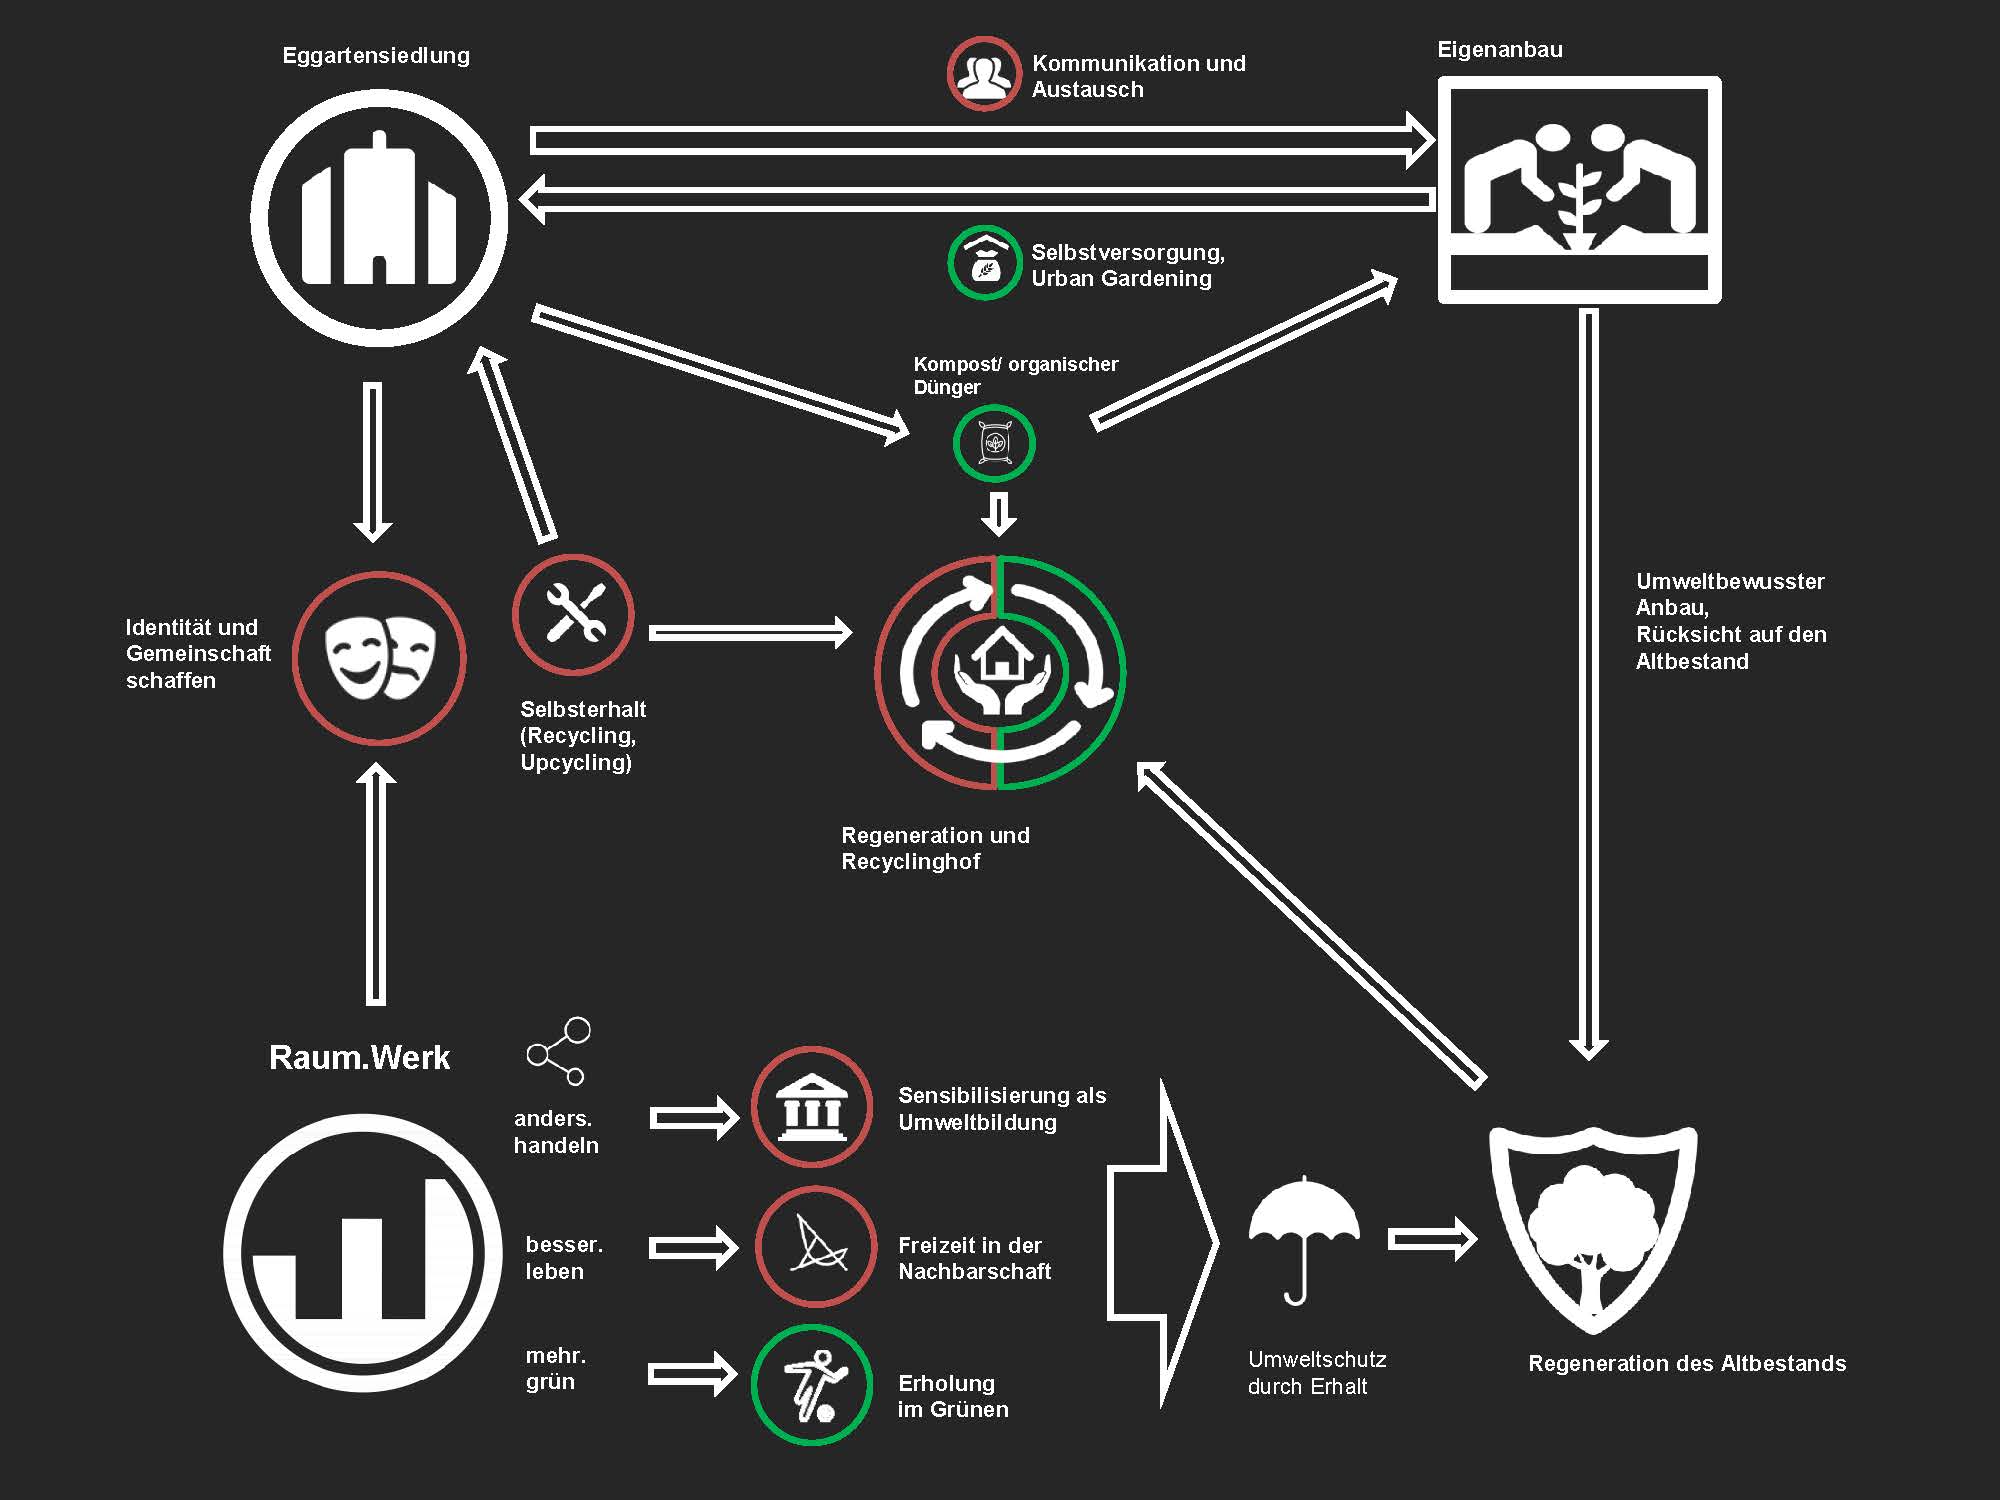 Eggartensiedlung
Kommunikation und
Austausch
Eigenanbau
Selbstversorgung,
Urban Gardening
Kompost/ organischer
Dünger
Identität und
Gemeinschaft
schaffen
Selbsterhalt
(Recycling,
Upcycling)
Umweltbewusster
Anbau,
Rücksicht auf den
Altbestand
Regeneration und
Recyclinghof
Raum.Werk
anders.
handeln
Sensibilisierung als
Umweltbildung
besser.
leben
Freizeit in der
Nachbarschaft
mehr.
grün
Erholung
im Grünen
Umweltschutz
durch Erhalt
Regeneration des Altbestands